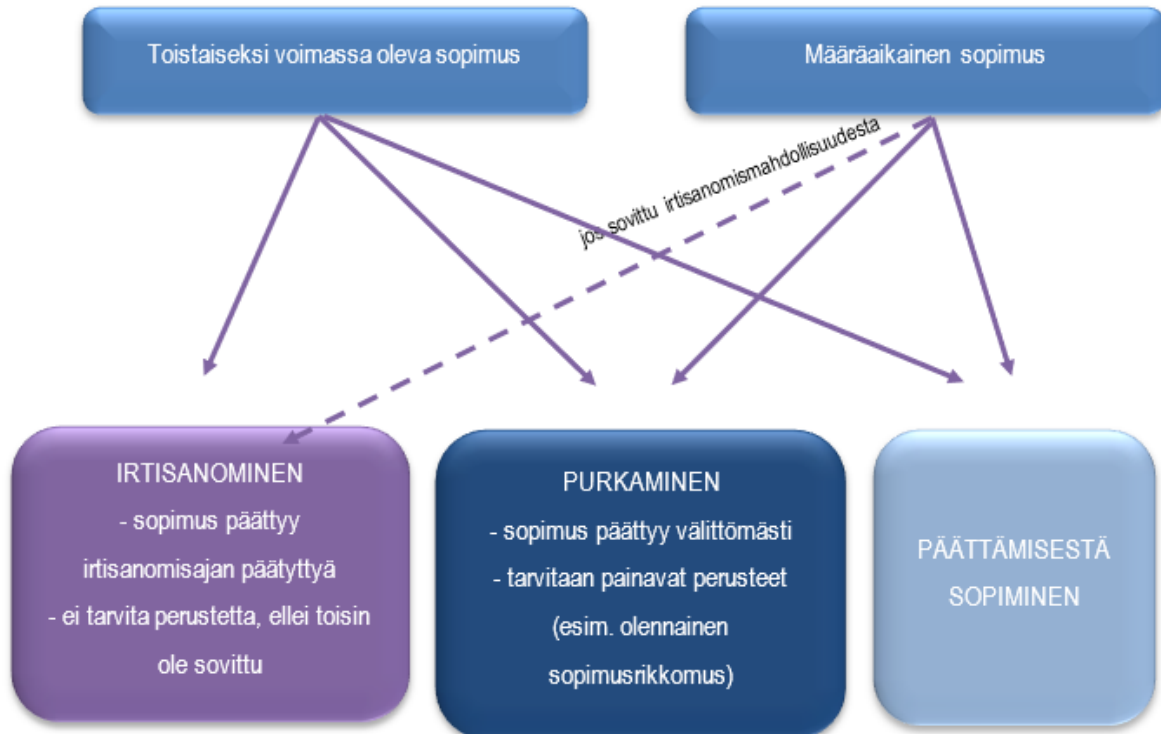 Toistaiseksi voimassa oleva sopimus
Määräaikainen sopimus
jos sovittu irtisanomismahdollisuudesta
IRTISANOMINEN
- sopimus päättyy
irtisanomisajan päätyttyä
- ei tarvita perustetta, ellei toisin
ole sovittu
PURKAMINEN
- sopimus päättyy välittömästi
- tarvitaan painavat perusteet
(esim. olennainen
sopimusrikkomus)
PÄÄTTÄMISESTÄ
SOPIMINEN